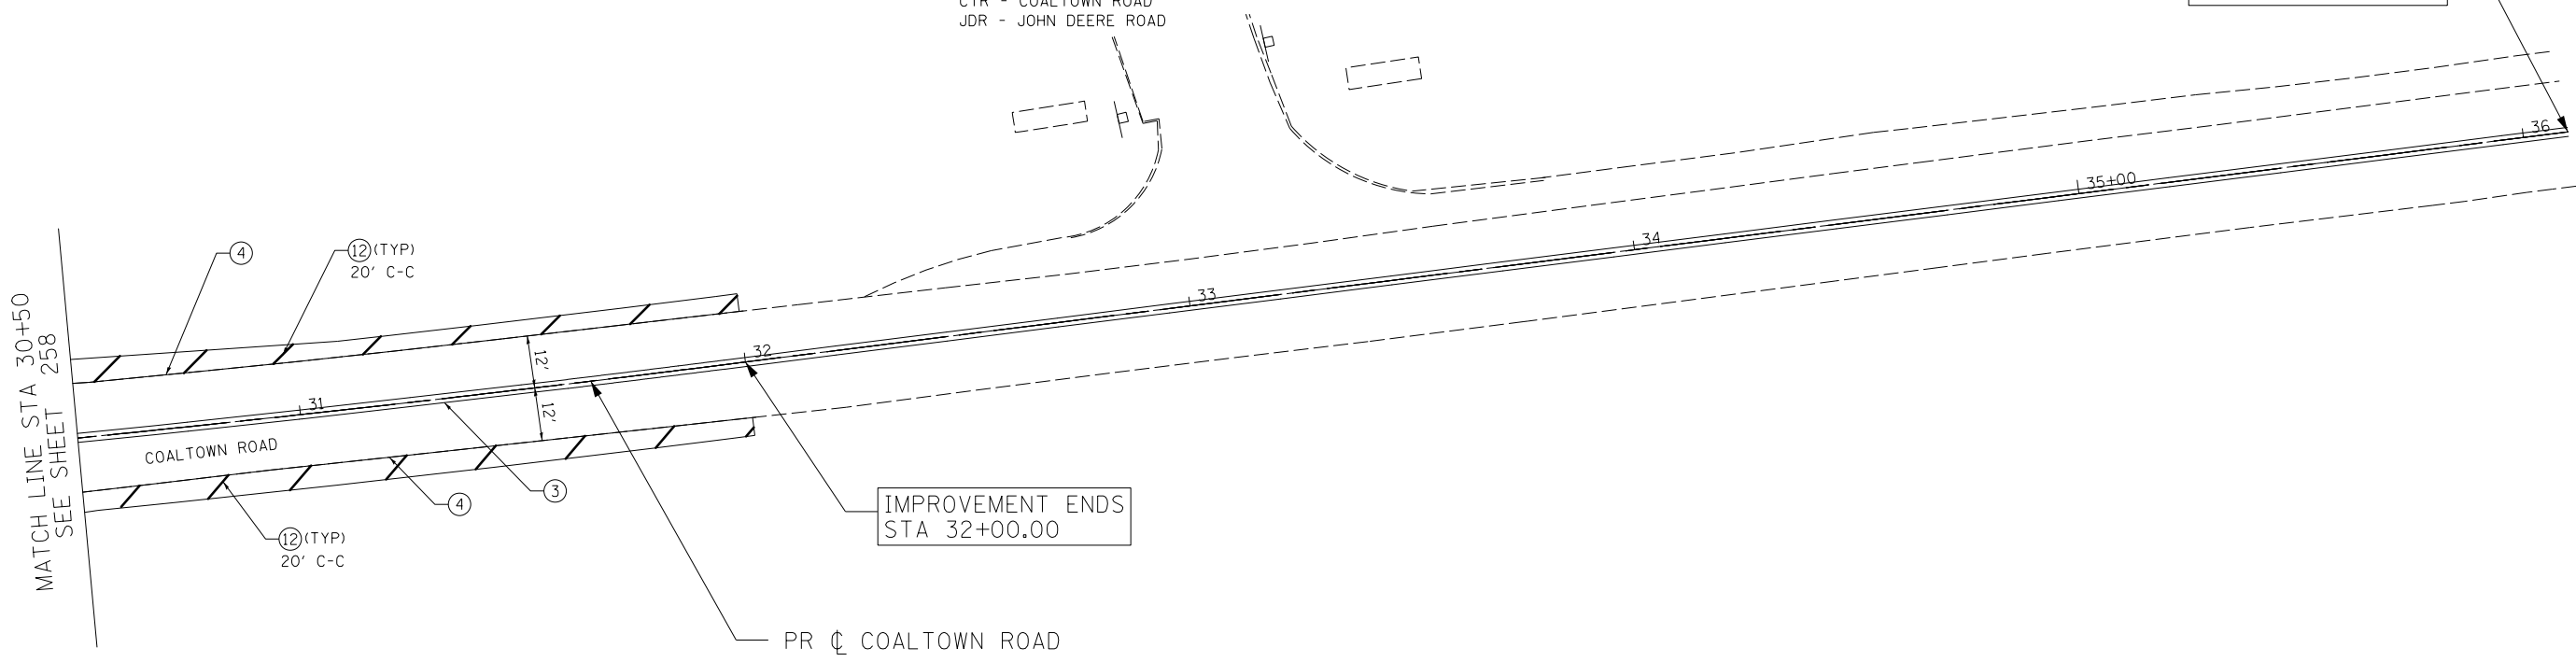 CTR - COALTOWN ROAD
JDR - JOHN DEERE ROAD
36
35+00
34
33
32
31
4
12 (TYP)
20' C-C
12'
12'
MATCH LINE STA 30+50
SEE SHEET 258
COALTOWN ROAD
3
4
12 (TYP)
20' C-C
IMPROVEMENT ENDS
STA 32+00.00
PR ℄ COALTOWN ROAD